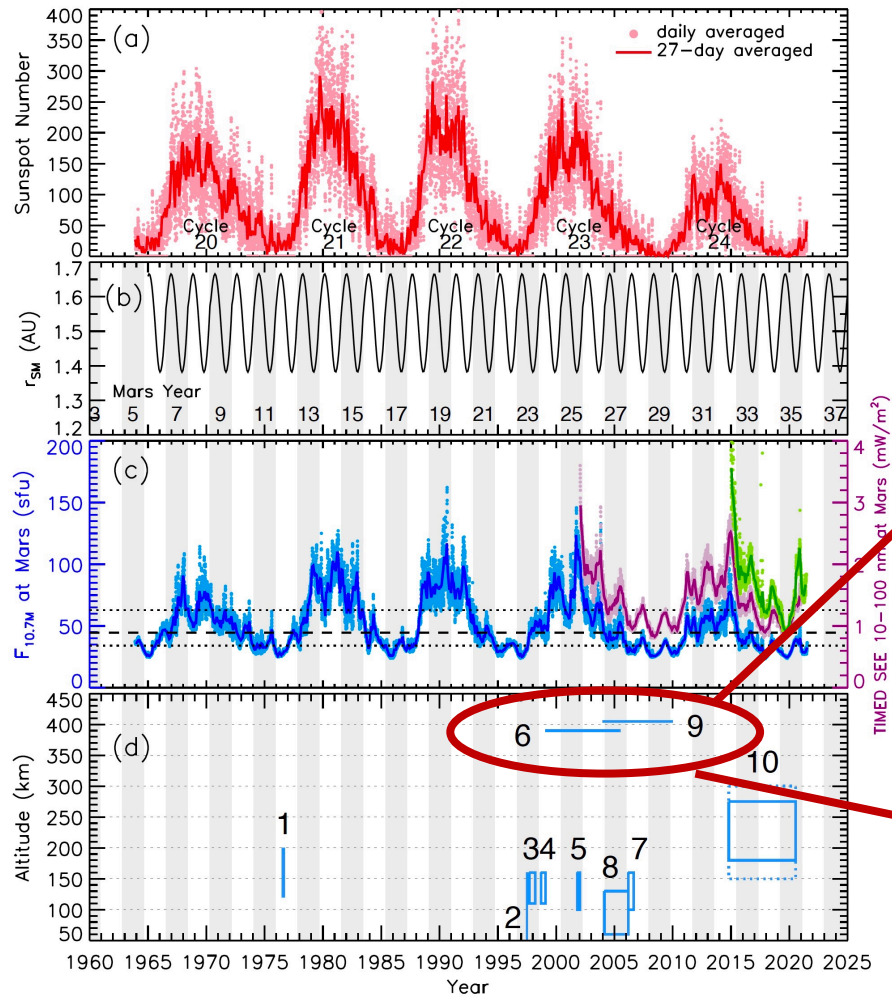 400
350
300
250
200
150
100
50
0
Sunspot Number
(a)
daily averaged
27-day averaged
Cycle 20
Cycle 21
Cycle 22
Cycle 23
Cycle 24
1.7
1.6
1.5
1.4
1.3
1.2
r_SM (AU)
(b)
Mars Year
3 5 7 9 11 13 15 17 19 21 23 25 27 29 31 33 35 37
200
150
100
50
0
F_10.7M at Mars (sfu)
(c)
4
3
2
1
0
TIMED SEE 10-100 nm at Mars (mW/m²)
450
400
350
300
250
200
150
100
50
Altitude (km)
(d)
6
9
10
1
3 4
5
7
8
2
1960 1965 1970 1975 1980 1985 1990 1995 2000 2005 2010 2015 2020 2025
Year